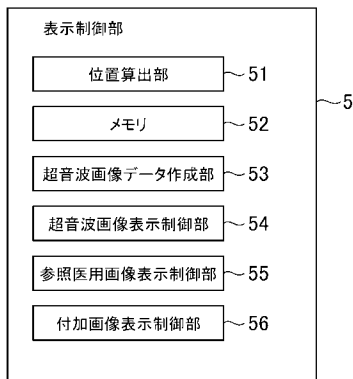 表示制御部
位置算出部 51
メモリ 52
超音波画像データ作成部 53
超音波画像表示制御部 54
参照医用画像表示制御部 55
付加画像表示制御部 56
5